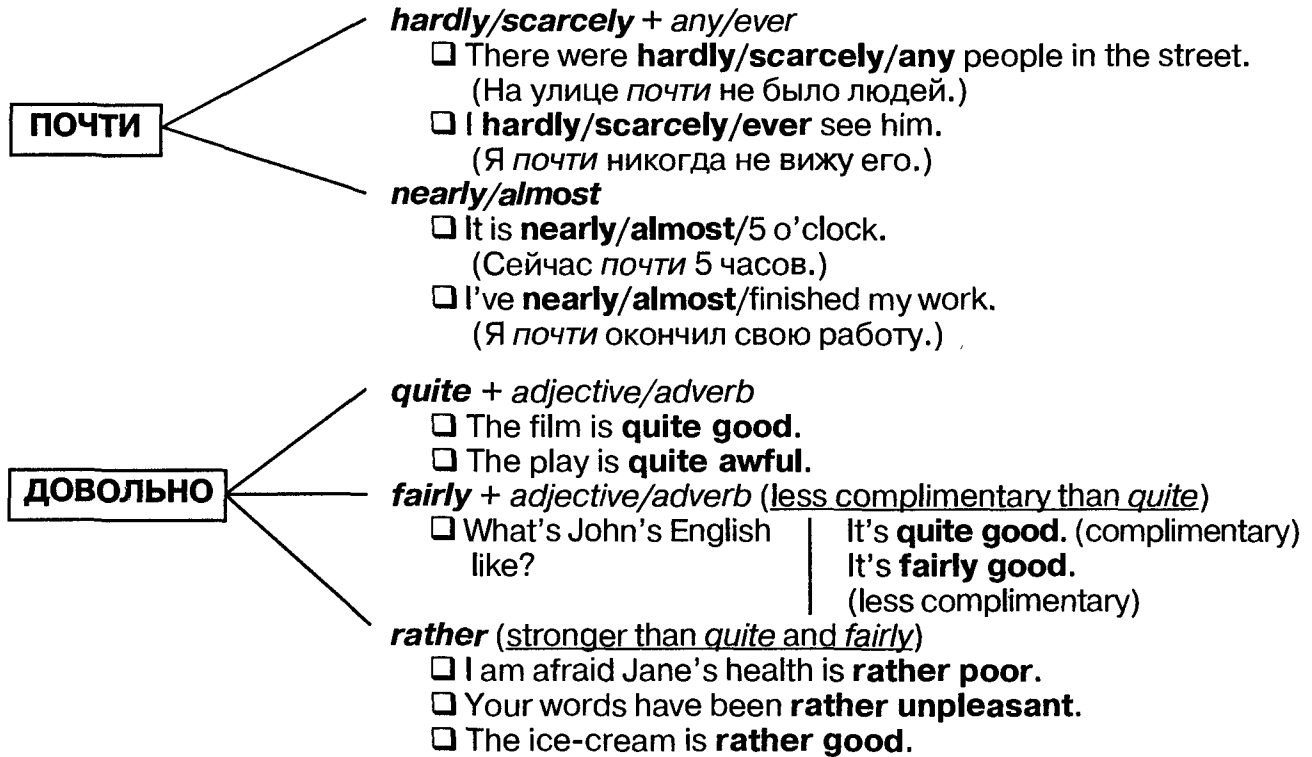 hardly/scarcely + any/ever
❑ There were hardly/scarcely/any people in the street.
(На улице почти не было людей.)
ПОЧТИ
❑ I hardly/scarcely/ever see him.
(Я почти никогда не вижу его.)
nearly/almost
❑ It is nearly/almost/5 o'clock.
(Сейчас почти 5 часов.)
❑ I've nearly/almost/finished my work.
(Я почти окончил свою работу.)
quite + adjective/adverb
❑ The film is quite good.
❑ The play is quite awful.
ДОВОЛЬНО
fairly + adjective/adverb (less complimentary than quite)
❑ What's John's English
like?
It's quite good. (complimentary)
It's fairly good.
(less complimentary)
rather (stronger than quite and fairly)
❑ I am afraid Jane's health is rather poor.
❑ Your words have been rather unpleasant.
❑ The ice-cream is rather good.